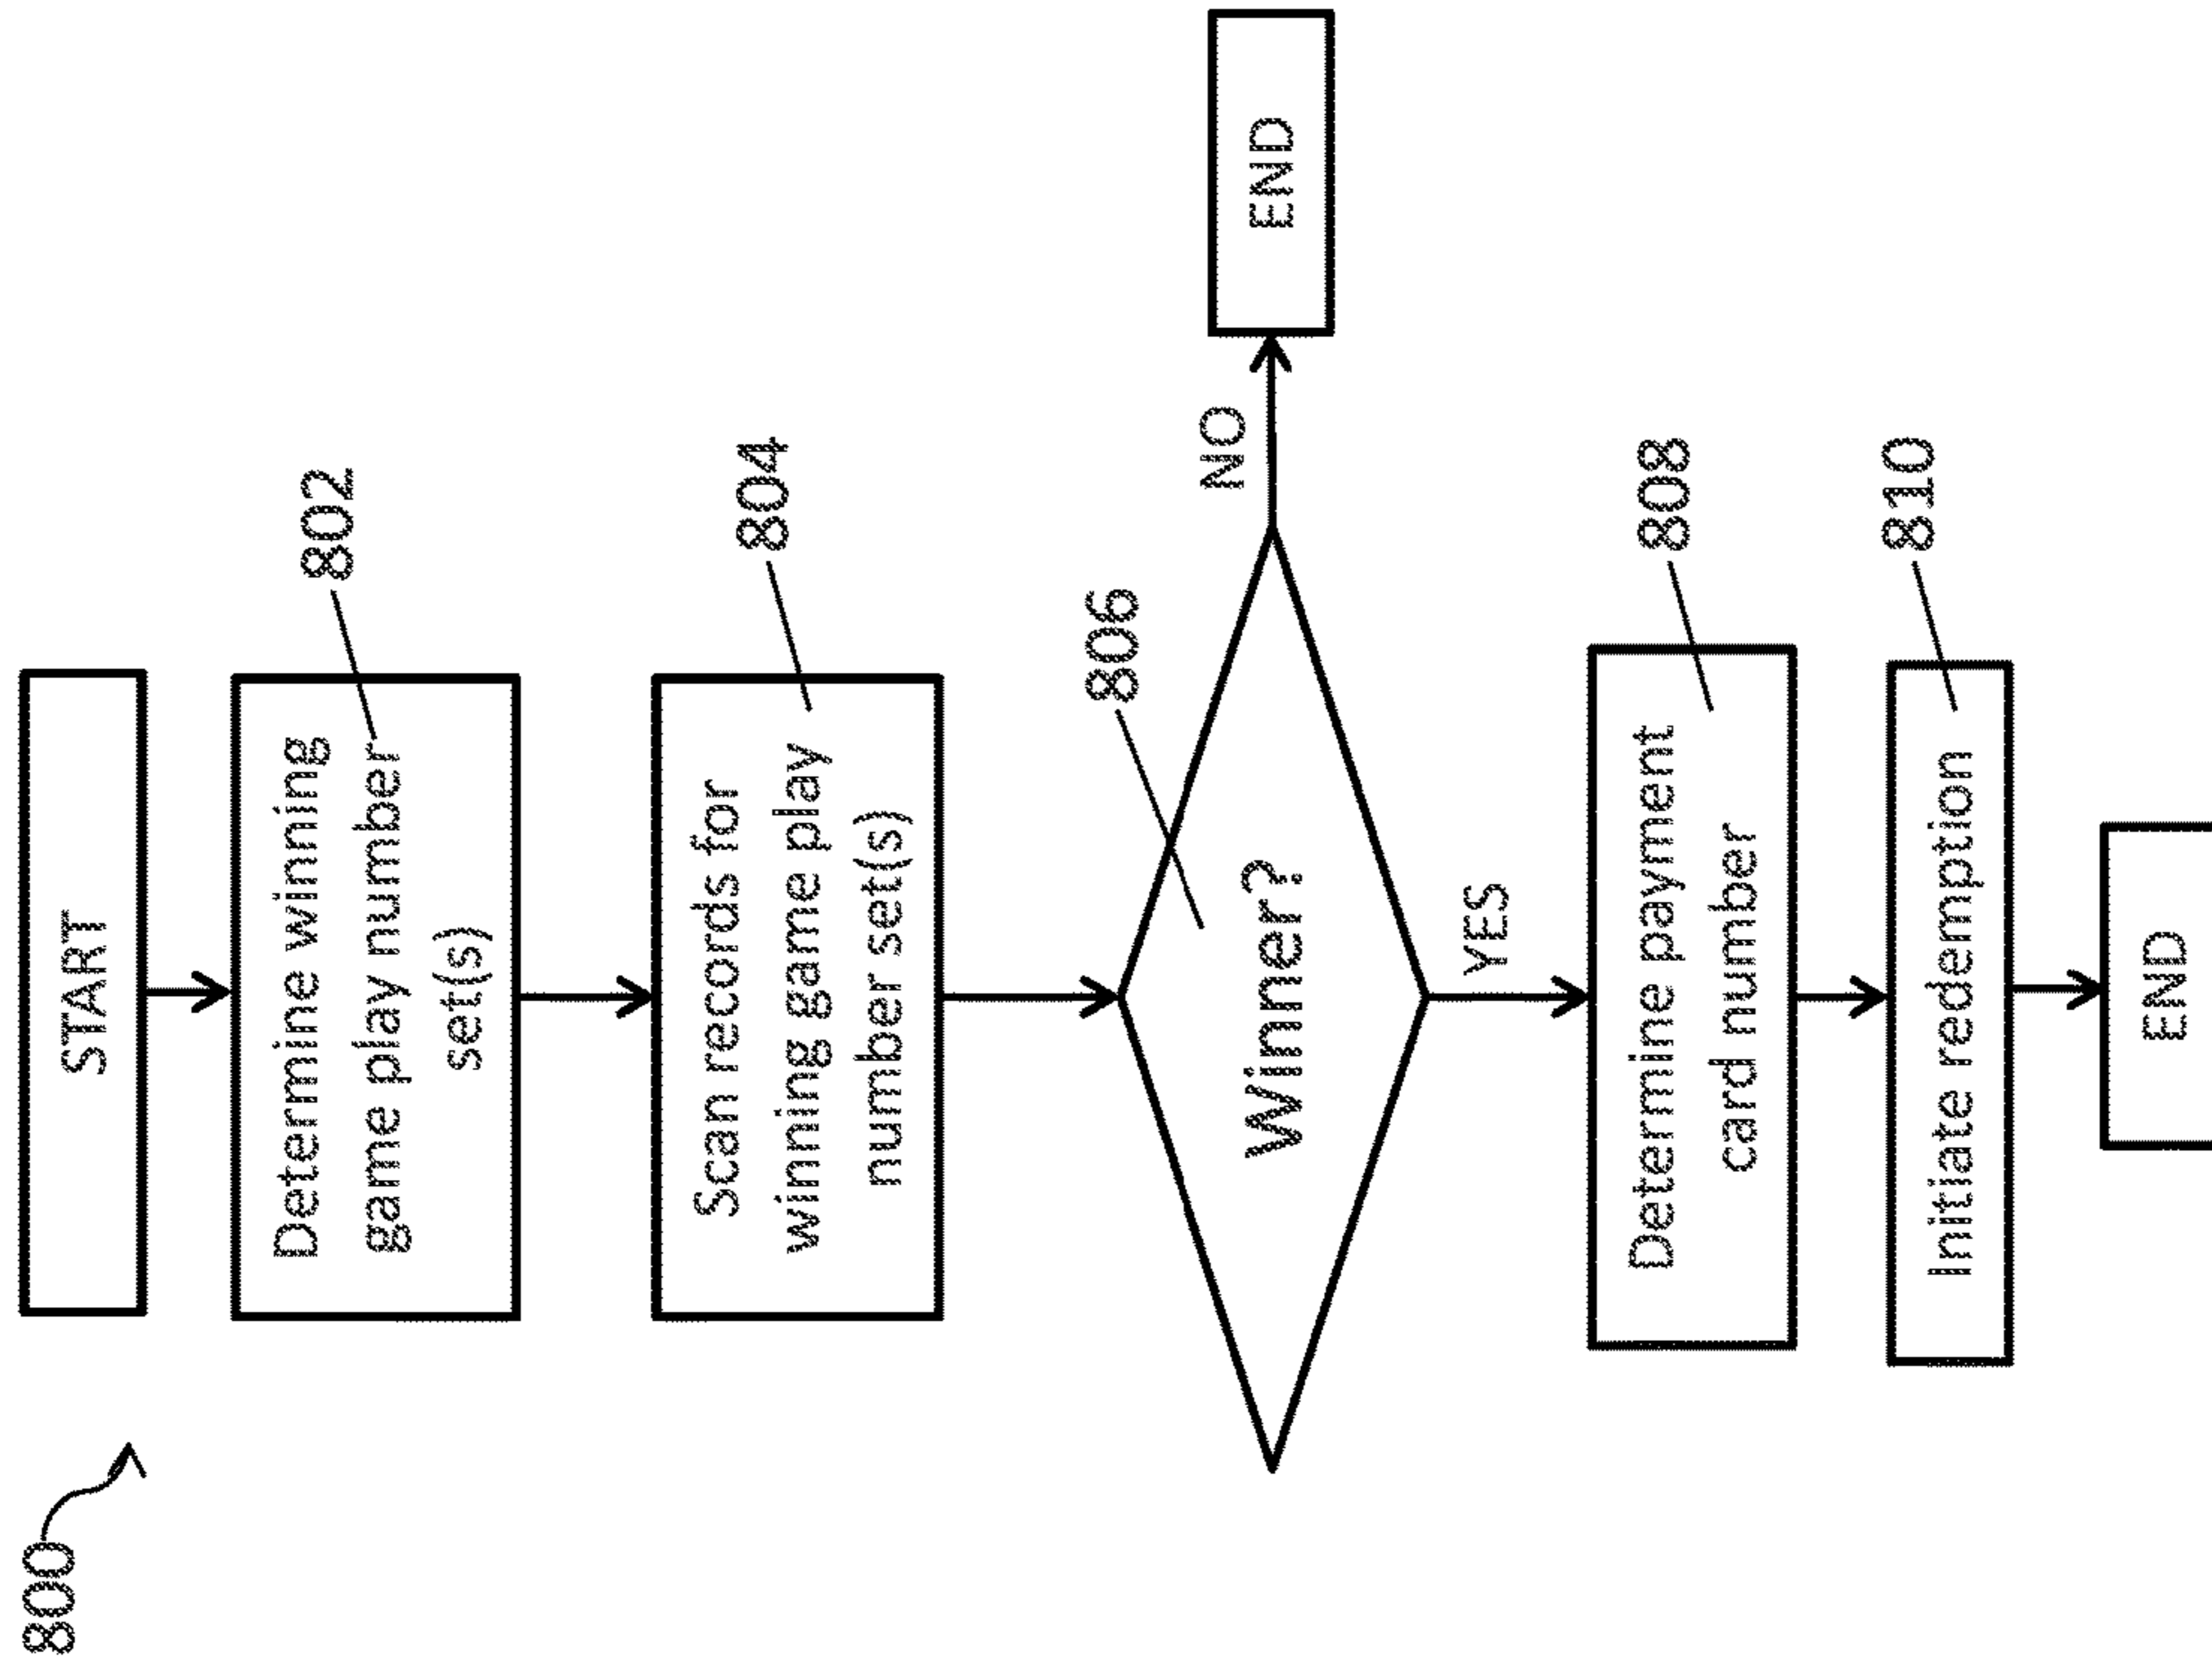 800
START
802
Determine winning
game play number
set(s)
804
Scan records for
winning game play
number set(s)
806
Winner?
NO
END
YES
808
Determine payment
card number
810
Initiate redemption
END